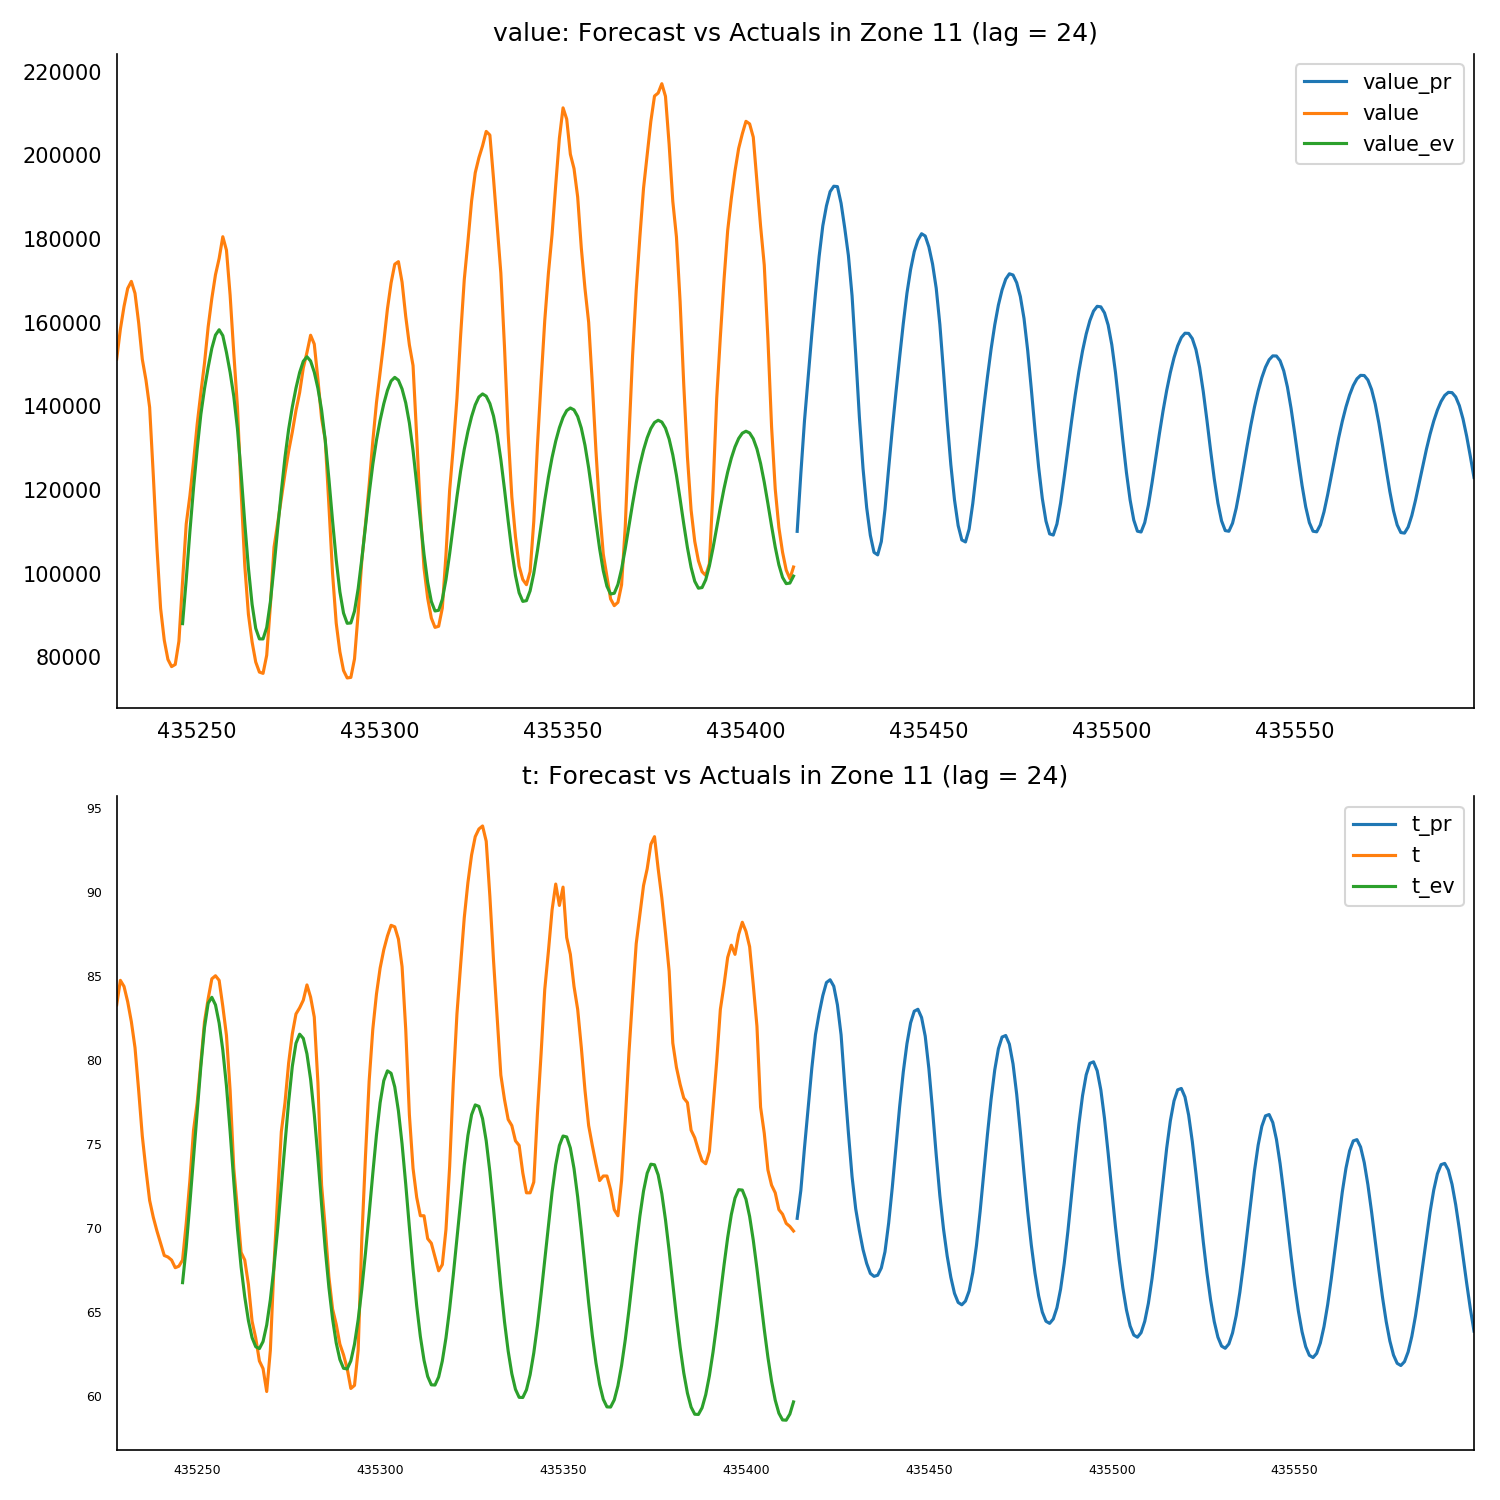 value: Forecast vs Actuals in Zone 11 (lag = 24)
220000
200000
180000
160000
140000
120000
100000
80000
value_pr
value
value_ev
435250 435300 435350 435400 435450 435500 435550
t: Forecast vs Actuals in Zone 11 (lag = 24)
95
90
85
80
75
70
65
60
t_pr
t
t_ev
435250 435300 435350 435400 435450 435500 435550